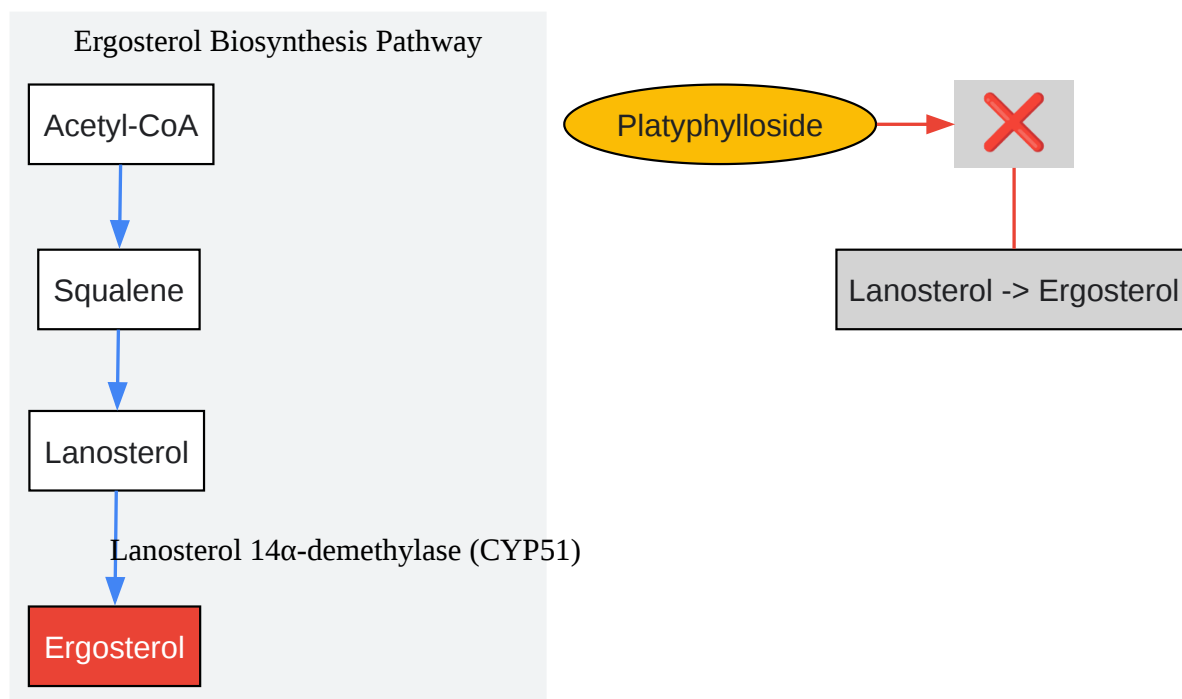 Ergosterol Biosynthesis Pathway
Acetyl-CoA
Squalene
Lanosterol
Lanosterol 14α-demethylase (CYP51)
Ergosterol
Platyphylloside
Lanosterol -> Ergosterol